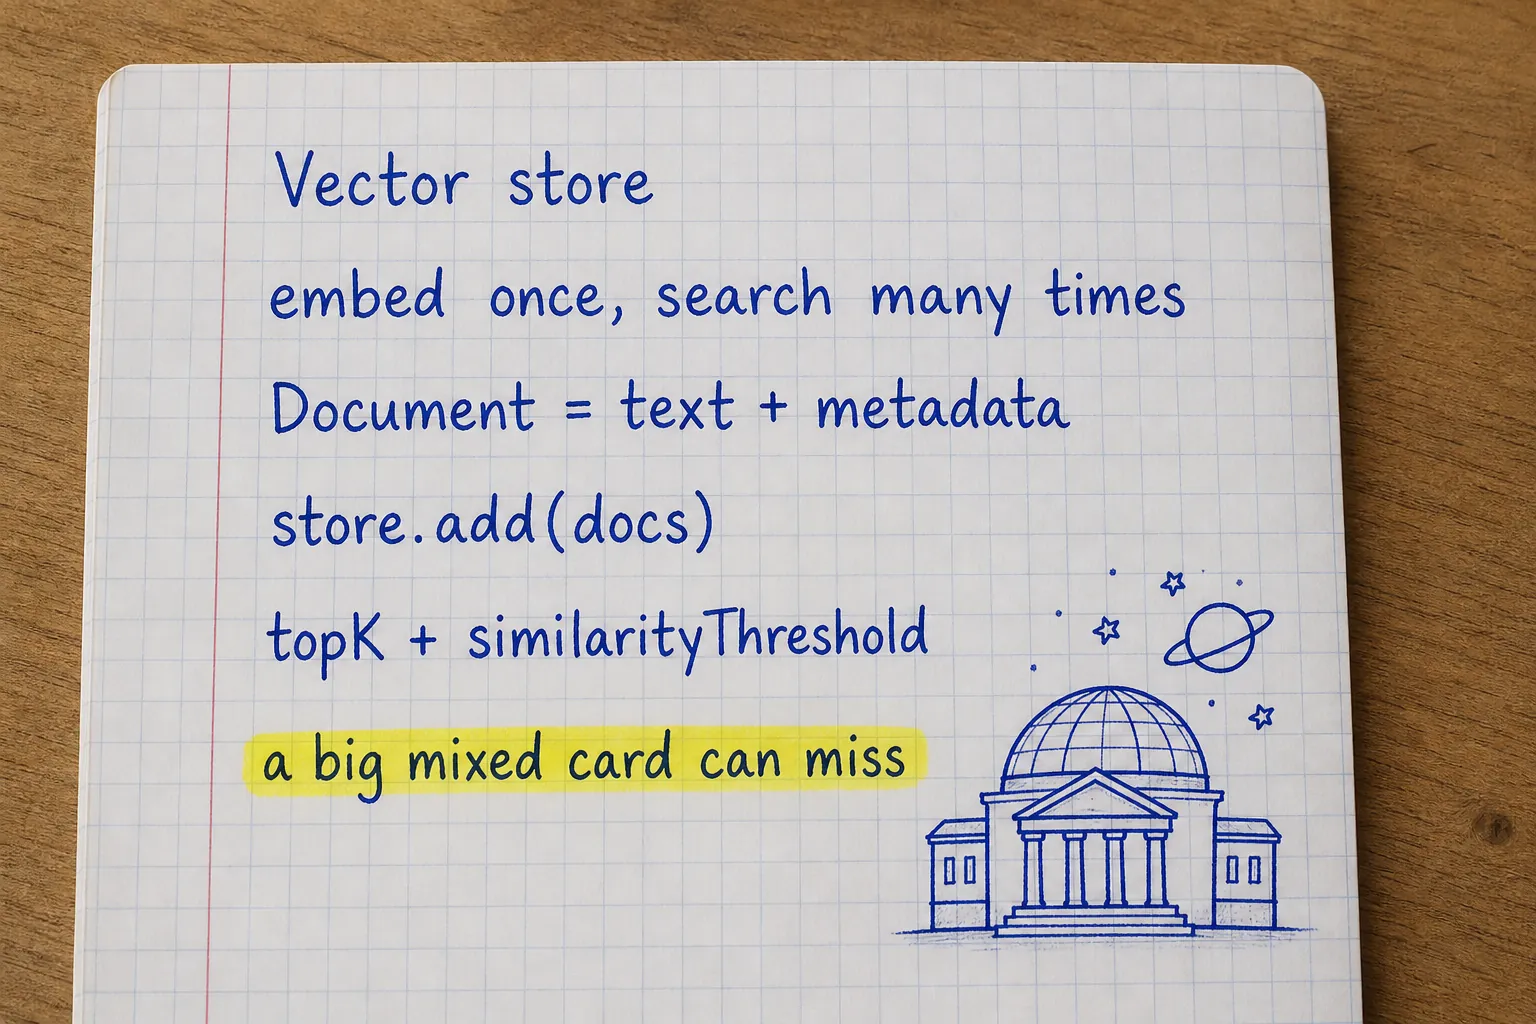 Vector store
embed once, search many times
Document = text + metadata
store.add(docs)
topK + similarityThreshold
a big mixed card can miss